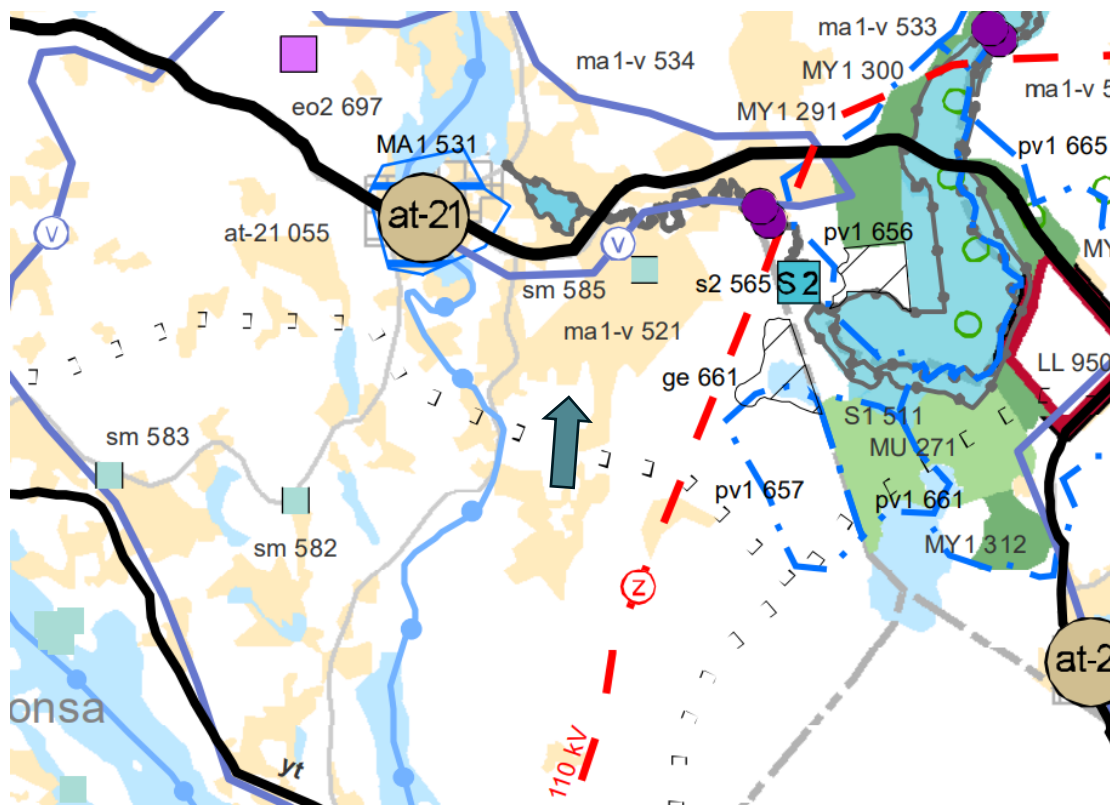 ma1-v 533
ma1-v 534
MY1 300
ma1-v 5
eo2 697
MY1 291
MA1 531
pv1 665
v
at-21
at-21 055
pv1 656
v
MY
s2 565
S 2
sm 585
ma1-v 521
LL 950
ge 661
S1 511
sm 583
MU 271
pv1 657
pv1 661
sm 582
MY1 312
z
at-2
onsa
yt
110 kV